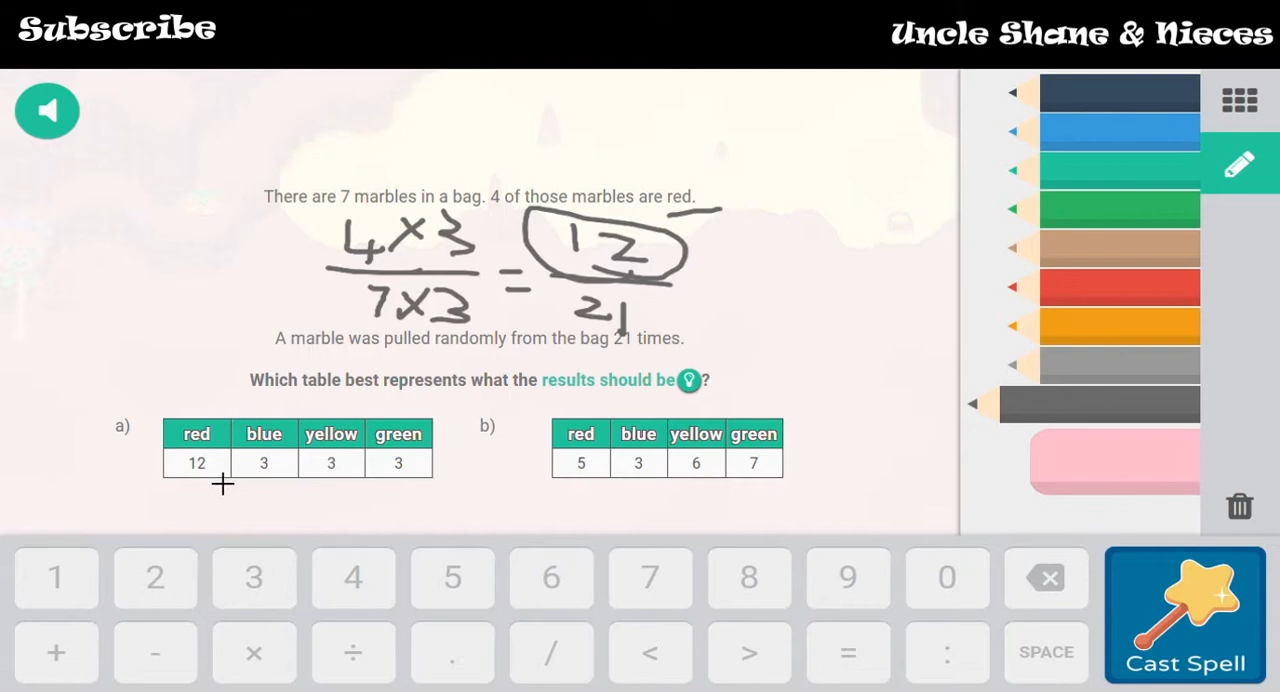 Subscribe
Uncle Shane & Nieces
There are 7 marbles in a bag. 4 of those marbles are red.
4 × 3 / 7 × 3 = 12 / 21
A marble was pulled randomly from the bag 21 times.
Which table best represents what the results should be ?
a)
red blue yellow green
12 3 3 3
b)
red blue yellow green
5 3 6 7
1 2 3 4 5 6 7 8 9 0
+ - × ÷ . / < > = : SPACE
Cast Spell